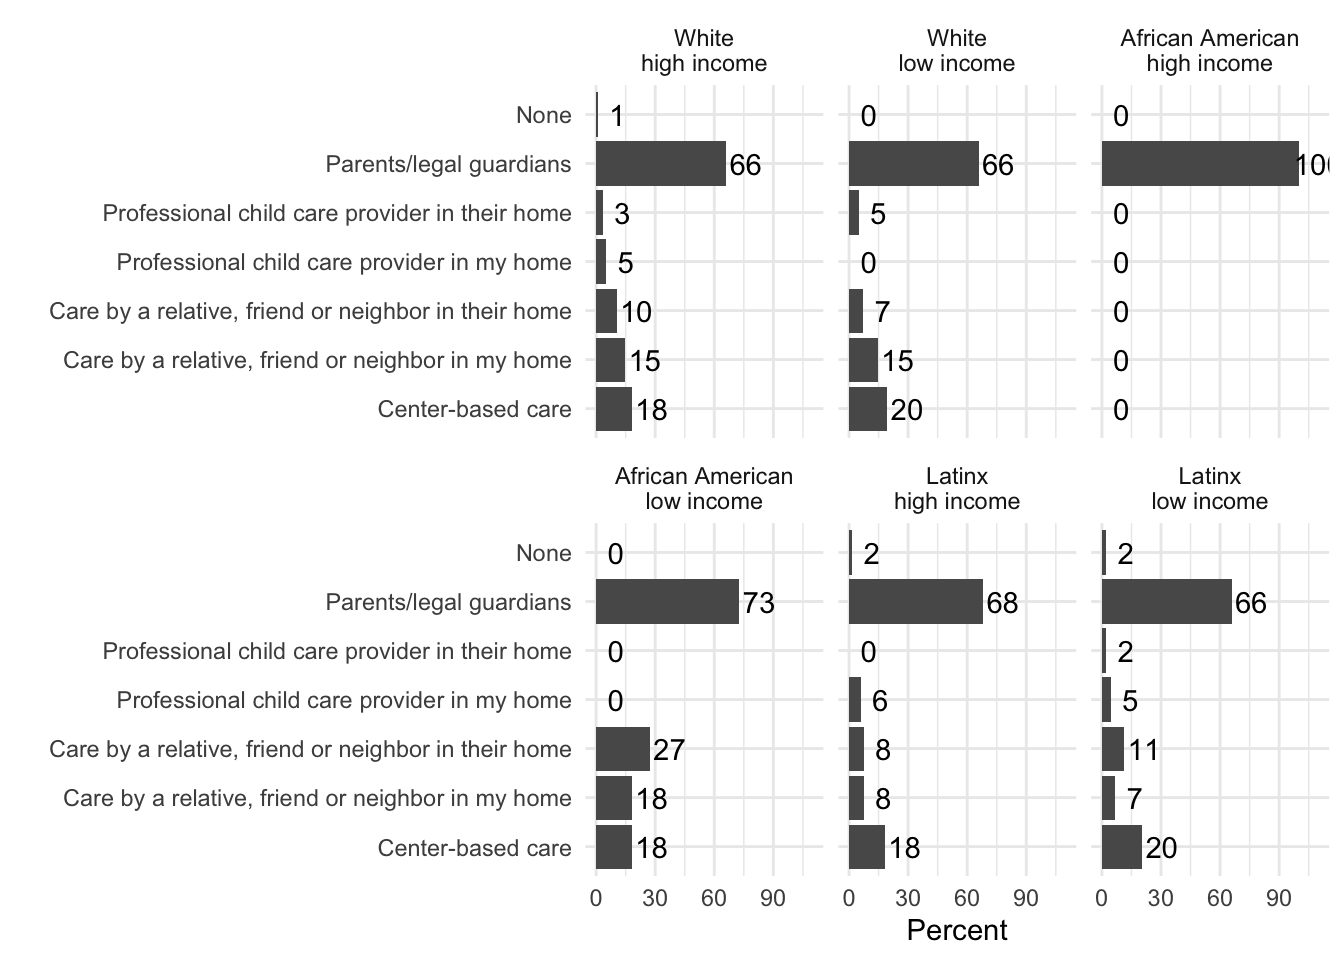 White
high income
White
low income
African American
high income
None
1
0
0
Parents/legal guardians
66
66
100
Professional child care provider in their home
3
5
0
Professional child care provider in my home
5
0
0
Care by a relative, friend or neighbor in their home
10
7
0
Care by a relative, friend or neighbor in my home
15
15
0
Center-based care
18
20
0
African American
low income
Latinx
high income
Latinx
low income
None
0
2
2
Parents/legal guardians
73
68
66
Professional child care provider in their home
0
0
2
Professional child care provider in my home
0
6
5
Care by a relative, friend or neighbor in their home
27
8
11
Care by a relative, friend or neighbor in my home
18
8
7
Center-based care
18
18
20
0 30 60 90
0 30 60 90
0 30 60 90
Percent